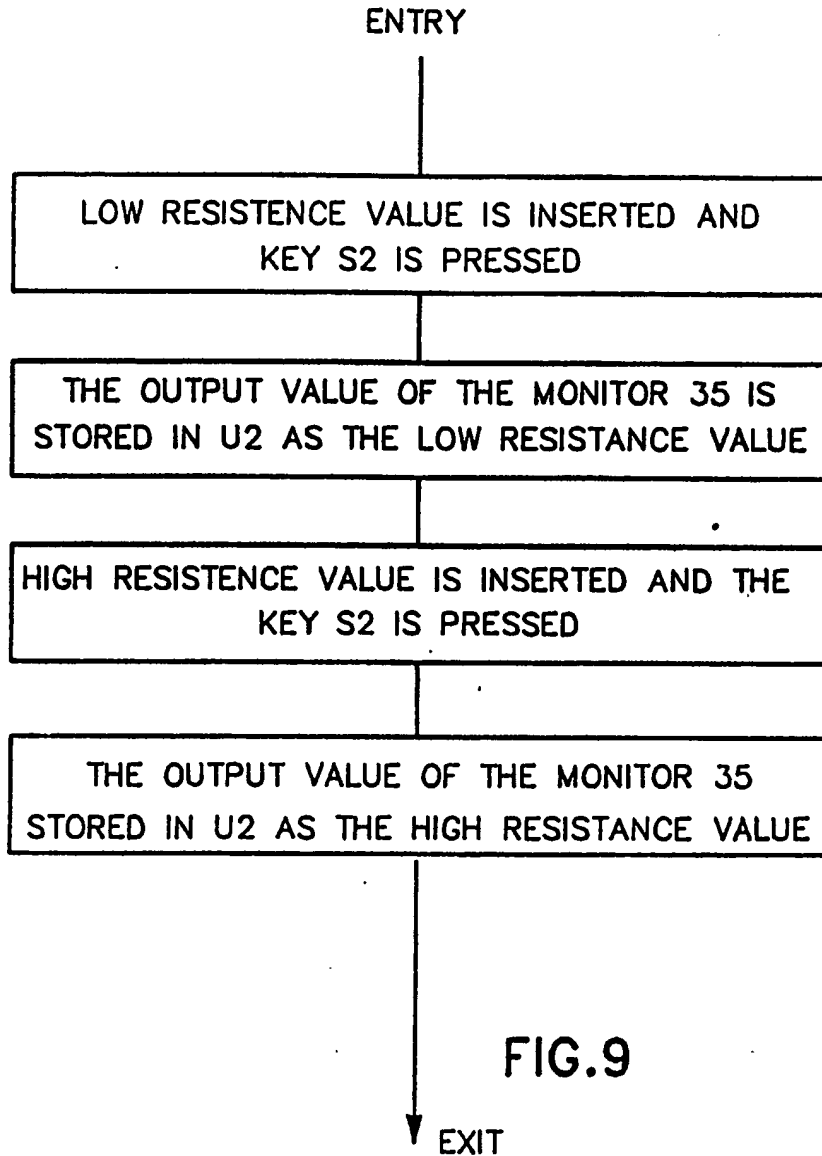 ENTRY
LOW RESISTENCE VALUE IS INSERTED AND
KEY S2 IS PRESSED
THE OUTPUT VALUE OF THE MONITOR 35 IS
STORED IN U2 AS THE LOW RESISTANCE VALUE
HIGH RESISTENCE VALUE IS INSERTED AND THE
KEY S2 IS PRESSED
THE OUTPUT VALUE OF THE MONITOR 35
STORED IN U2 AS THE HIGH RESISTANCE VALUE
FIG.9
EXIT